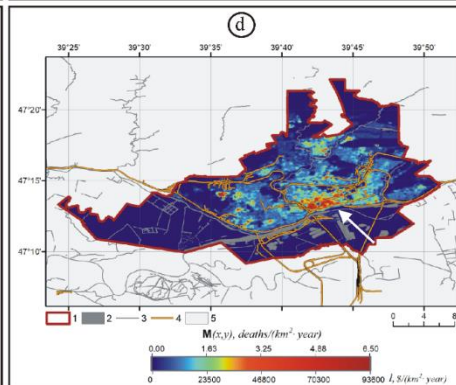 d
39°25' 39°30' 39°35' 39°40' 39°45' 39°50'
47°20'
47°15'
47°10'
1 2 3 4 5
0 4 8
M(x,y), deaths/(km²· year)
0.00 1.63 3.25 4.88 6.50
0 23500 46800 70300 93600 I, $/(km²· year)